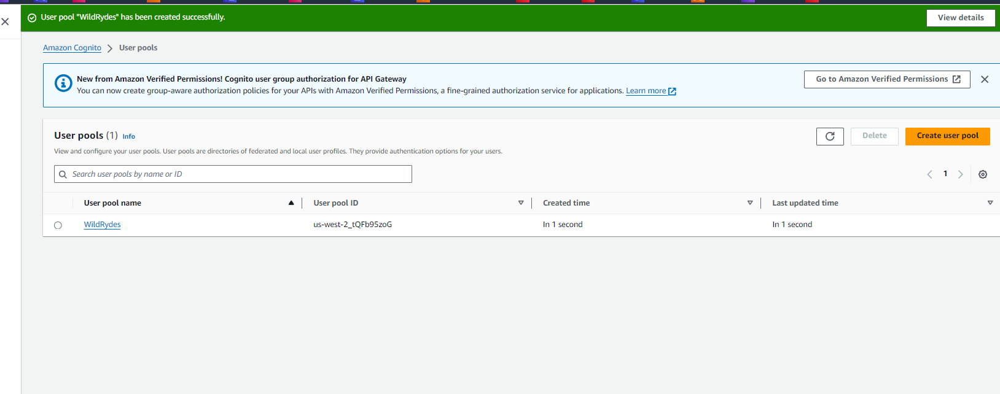 User pool "WildRydes" has been created successfully.
View details
Amazon Cognito
User pools
New from Amazon Verified Permissions! Cognito user group authorization for API Gateway
You can now create group-aware authorization policies for your APIs with Amazon Verified Permissions, a fine-grained authorization service for applications. Learn more
Go to Amazon Verified Permissions
User pools (1) Info
View and configure your user pools. User pools are directories of federated and local user profiles. They provide authentication options for your users.
Delete
Create user pool
Search user pools by name or ID
1
User pool name
User pool ID
Created time
Last updated time
WildRydes
us-west-2_tQFb95zoG
In 1 second
In 1 second